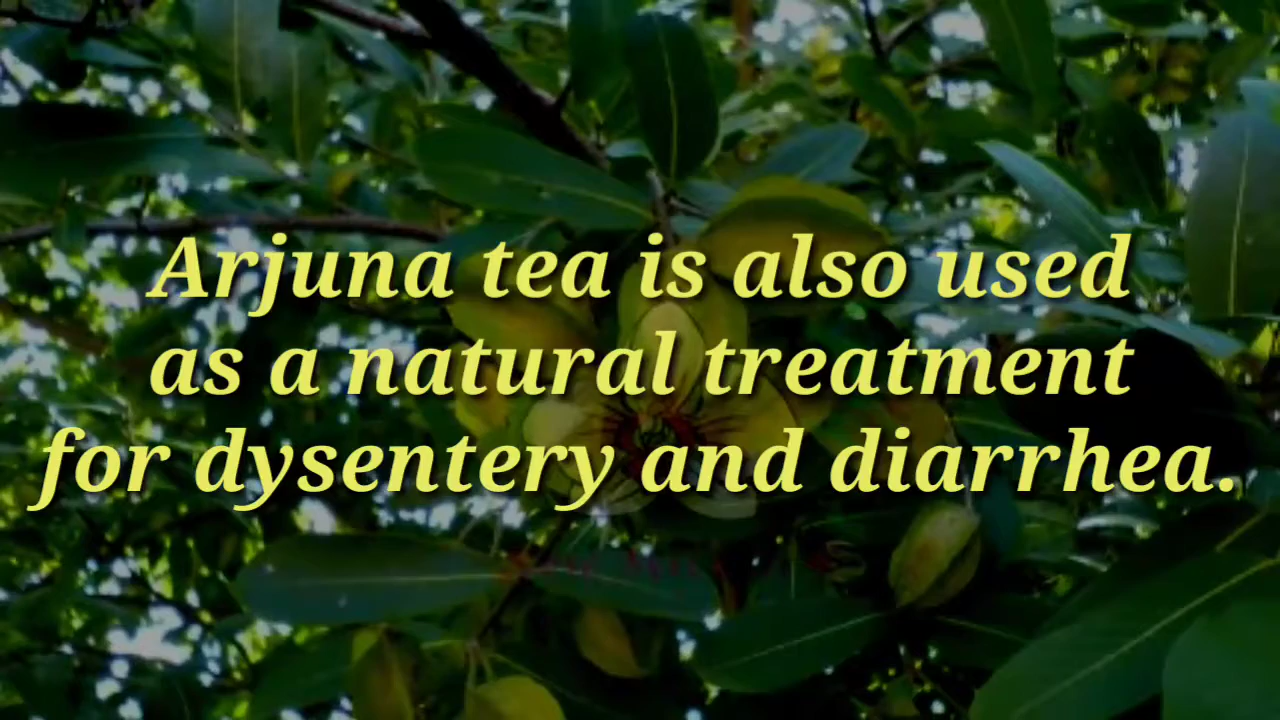 Arjuna tea is also used
as a natural treatment
for dysentery and diarrhea.